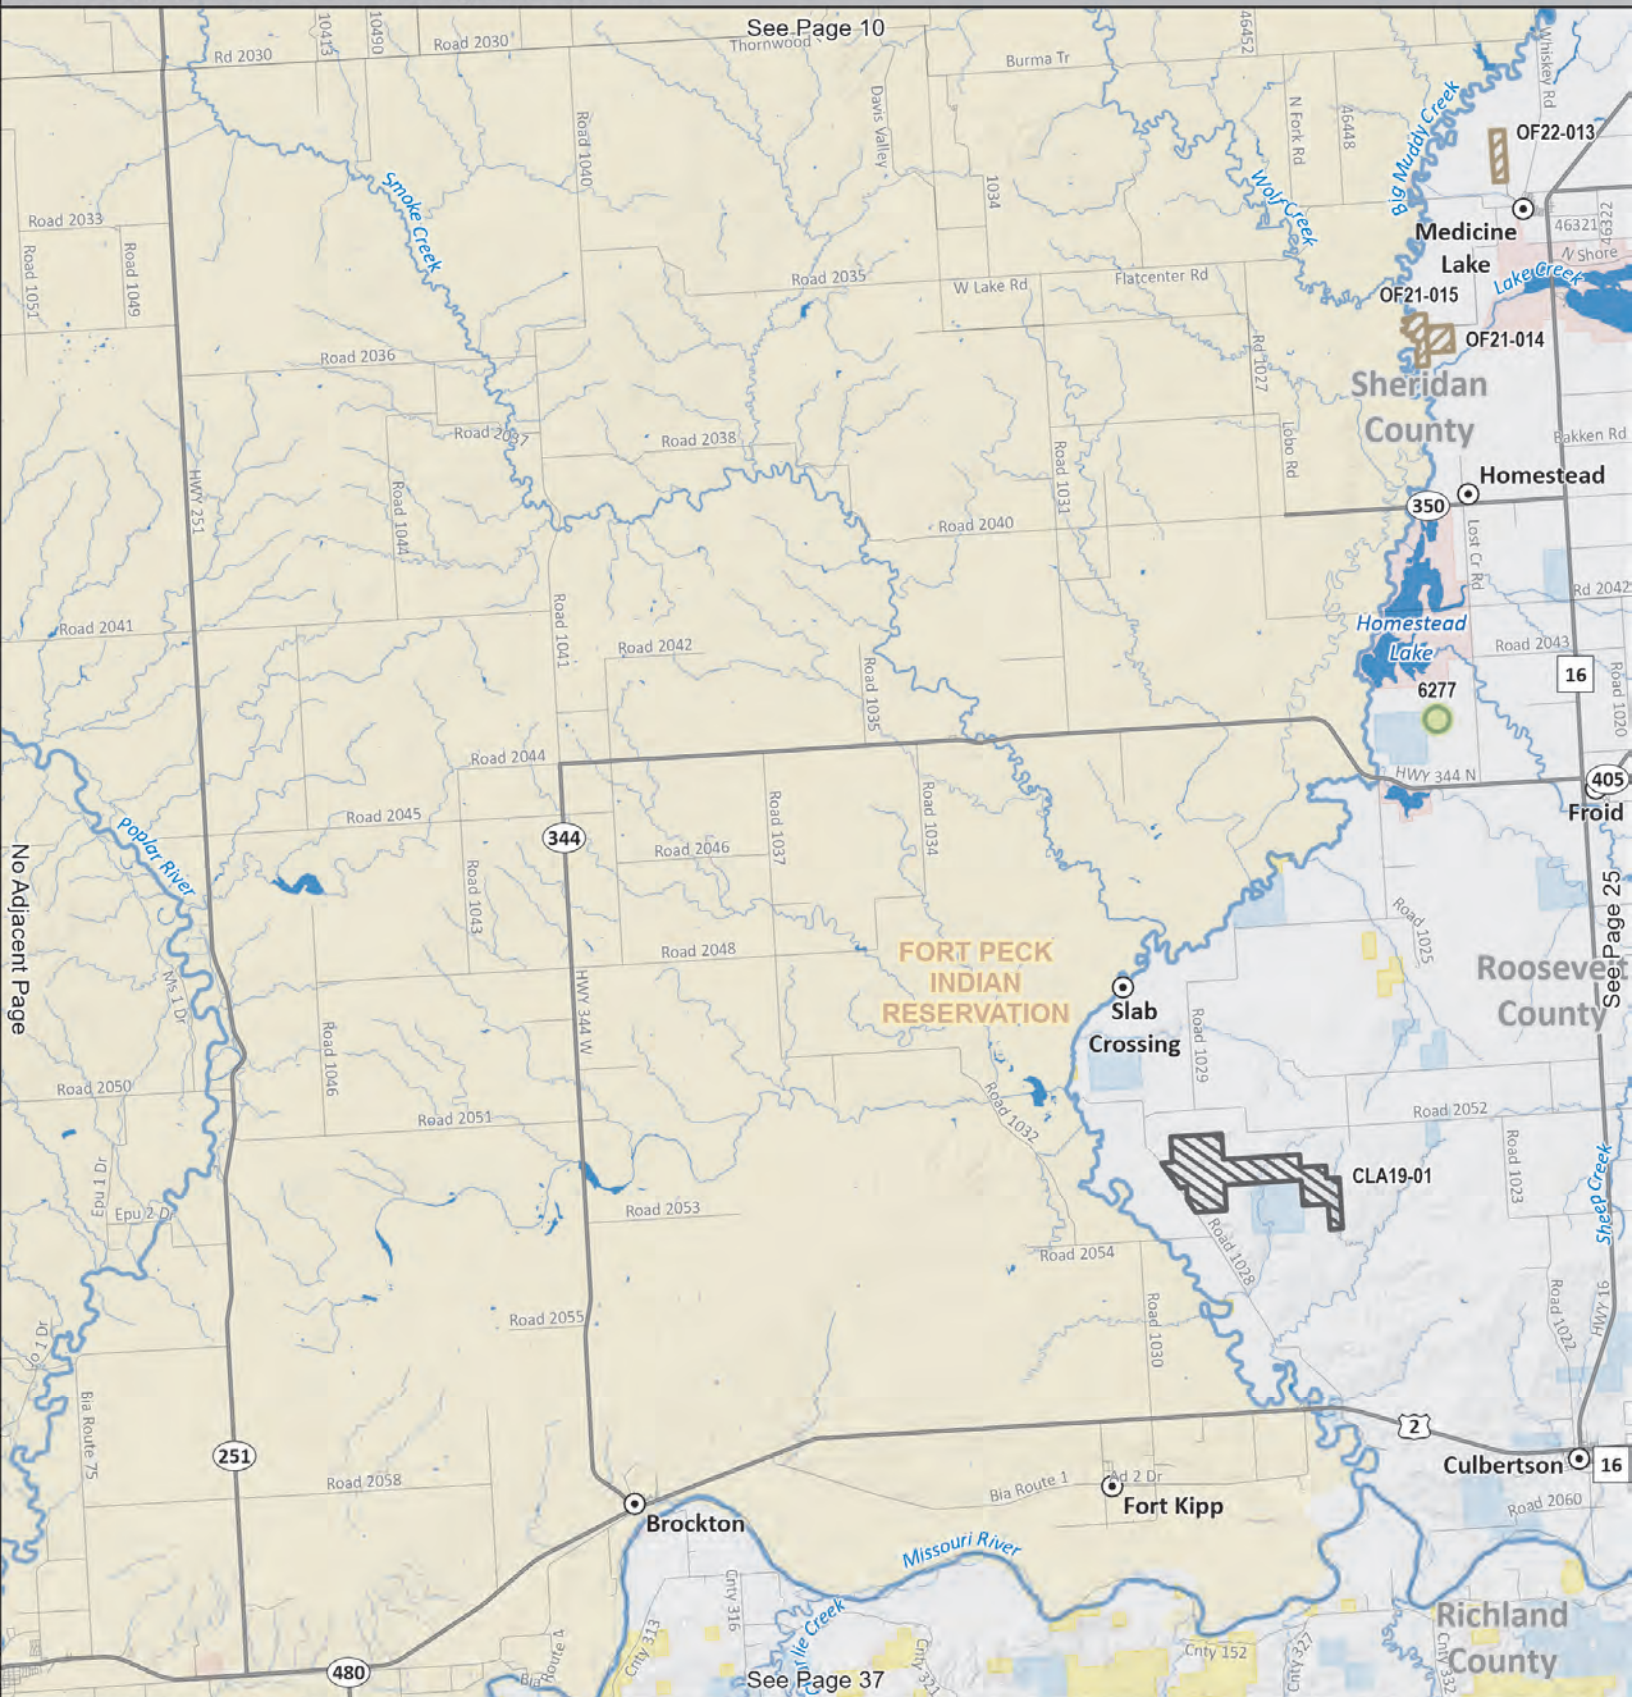 See Page 10
10413
10490
Rd 2030
Road 2030
Thornwood
Burma Tr
46452
Whiskey Rd
Davis Valley
Road 1040
N Fork Rd
46448
Big Muddy Creek
OF22-013
Smoke Creek
1034
Wolf Creek
Road 2033
Road 1051
Road 1049
Medicine
Lake
46321
46322
N Shore
Lake Creek
Road 2035
W Lake Rd
Flatcenter Rd
OF21-015
OF21-014
Road 2036
Rd 1027
Sheridan
County
Road 2037
Road 2038
Lobo Rd
Bakken Rd
HWY 251
Road 1044
Road 1031
Homestead
350
Road 2040
Lost Cr Rd
Rd 2042
Road 2041
Road 1041
Road 2042
Homestead
Lake
Road 2043
Road 1035
16
Road 1020
6277
Road 2044
HWY 344 N
405
Froid
Road 2045
344
Road 2046
Road 1037
Road 1034
Poplar River
No Adjacent Page
Road 1043
Road 1025
See Page 25
Road 2048
FORT PECK
INDIAN
RESERVATION
Roosevelt
County
Ms 1 Dr
HWY 344 W
Slab
Crossing
Road 1029
Road 1046
Road 2050
Road 2051
Road 1032
Road 2052
CLA19-01
Road 1023
Sheep Creek
Epu 1 Dr
Epu 2 Dr
Road 2053
Road 2054
Road 1028
Road 2055
Road 1030
Road 1022
HWY 16
Bia Route 75
2
251
Road 2058
Culbertson
16
Bia Route 1
Ad 2 Dr
Fort Kipp
Road 2060
Brockton
Missouri River
Cnty 316
Cnty 313
Cnty 321
Cnty 152
Cnty 327
Cnty 332
Richland
County
480
See Page 37